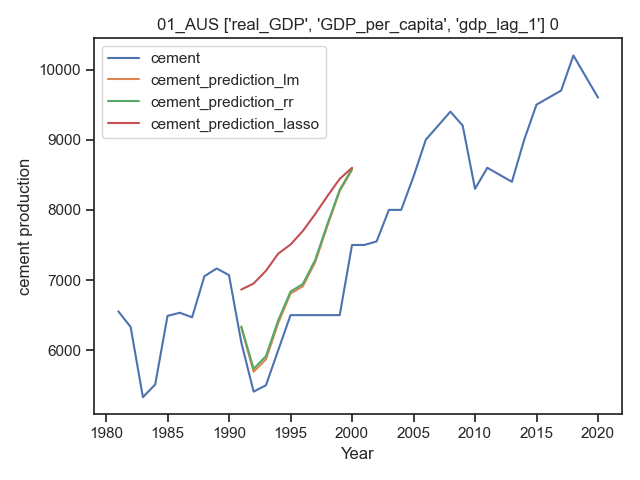 01_AUS ['real_GDP', 'GDP_per_capita', 'gdp_lag_1'] 0
cement
cement_prediction_lm
cement_prediction_rr
cement_prediction_lasso
cement production
10000
9000
8000
7000
6000
1980 1985 1990 1995 2000 2005 2010 2015 2020
Year